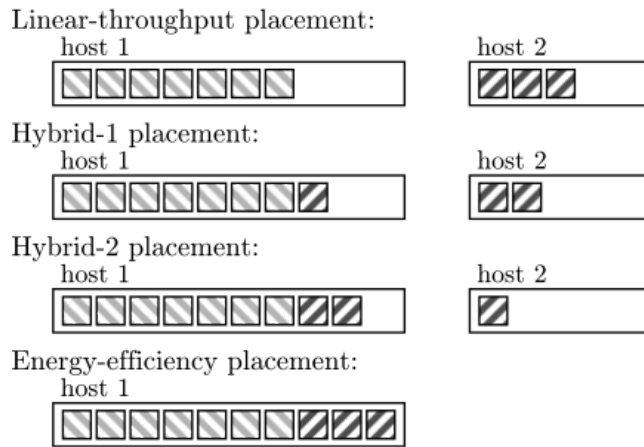 Linear-throughput placement:
host 1 host 2
Hybrid-1 placement:
host 1 host 2
Hybrid-2 placement:
host 1 host 2
Energy-efficiency placement:
host 1